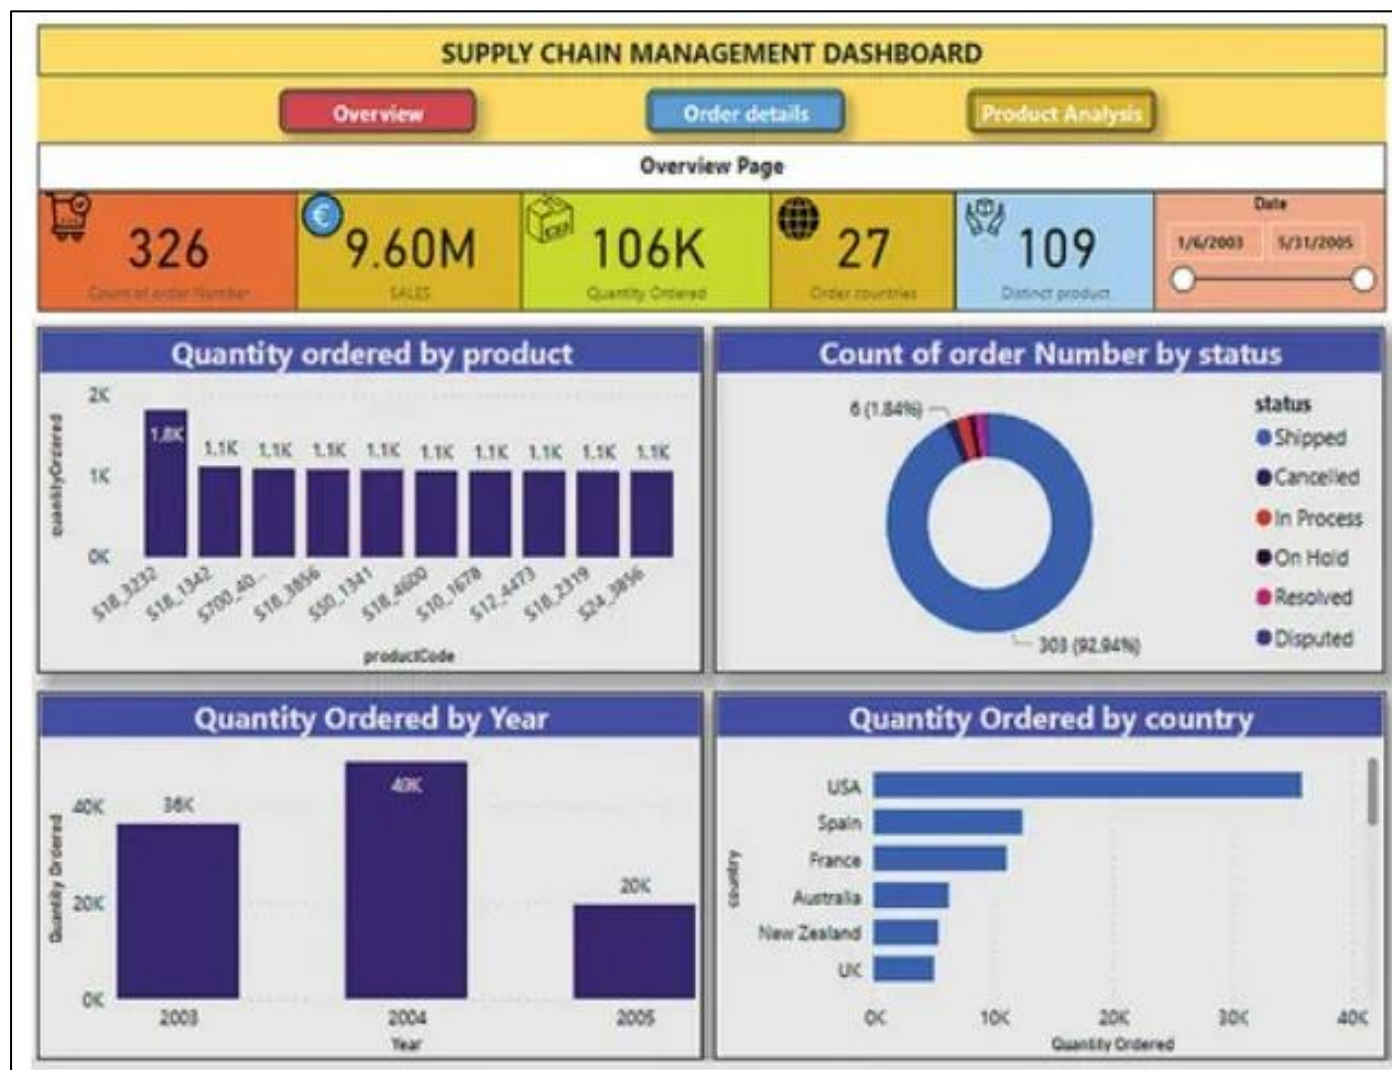 SUPPLY CHAIN MANAGEMENT DASHBOARD
Overview Order details Product Analysis
Overview Page
326 9.60M 106K 27 109
Count of order Number SALES Quantity Ordered Order countries Distinct product
Date
1/6/2003 5/31/2005
Quantity ordered by product
quantityOrdered
2K
1K
0K
1.8K 1.1K 1.1K 1.1K 1.1K 1.1K 1.1K 1.1K 1.1K 1.1K
S18_3232 S18_1342 S700_40... S18_3856 S50_1341 S18_4600 S10_1678 S12_4473 S18_2319 S24_3856
productCode
Count of order Number by status
6 (1.84%)
303 (92.94%)
status
Shipped
Cancelled
In Process
On Hold
Resolved
Disputed
Quantity Ordered by Year
Quantity Ordered
40K
20K
0K
36K 49K 20K
2003 2004 2005
Year
Quantity Ordered by country
country
USA
Spain
France
Australia
New Zealand
UK
0K 10K 20K 30K 40K
Quantity Ordered